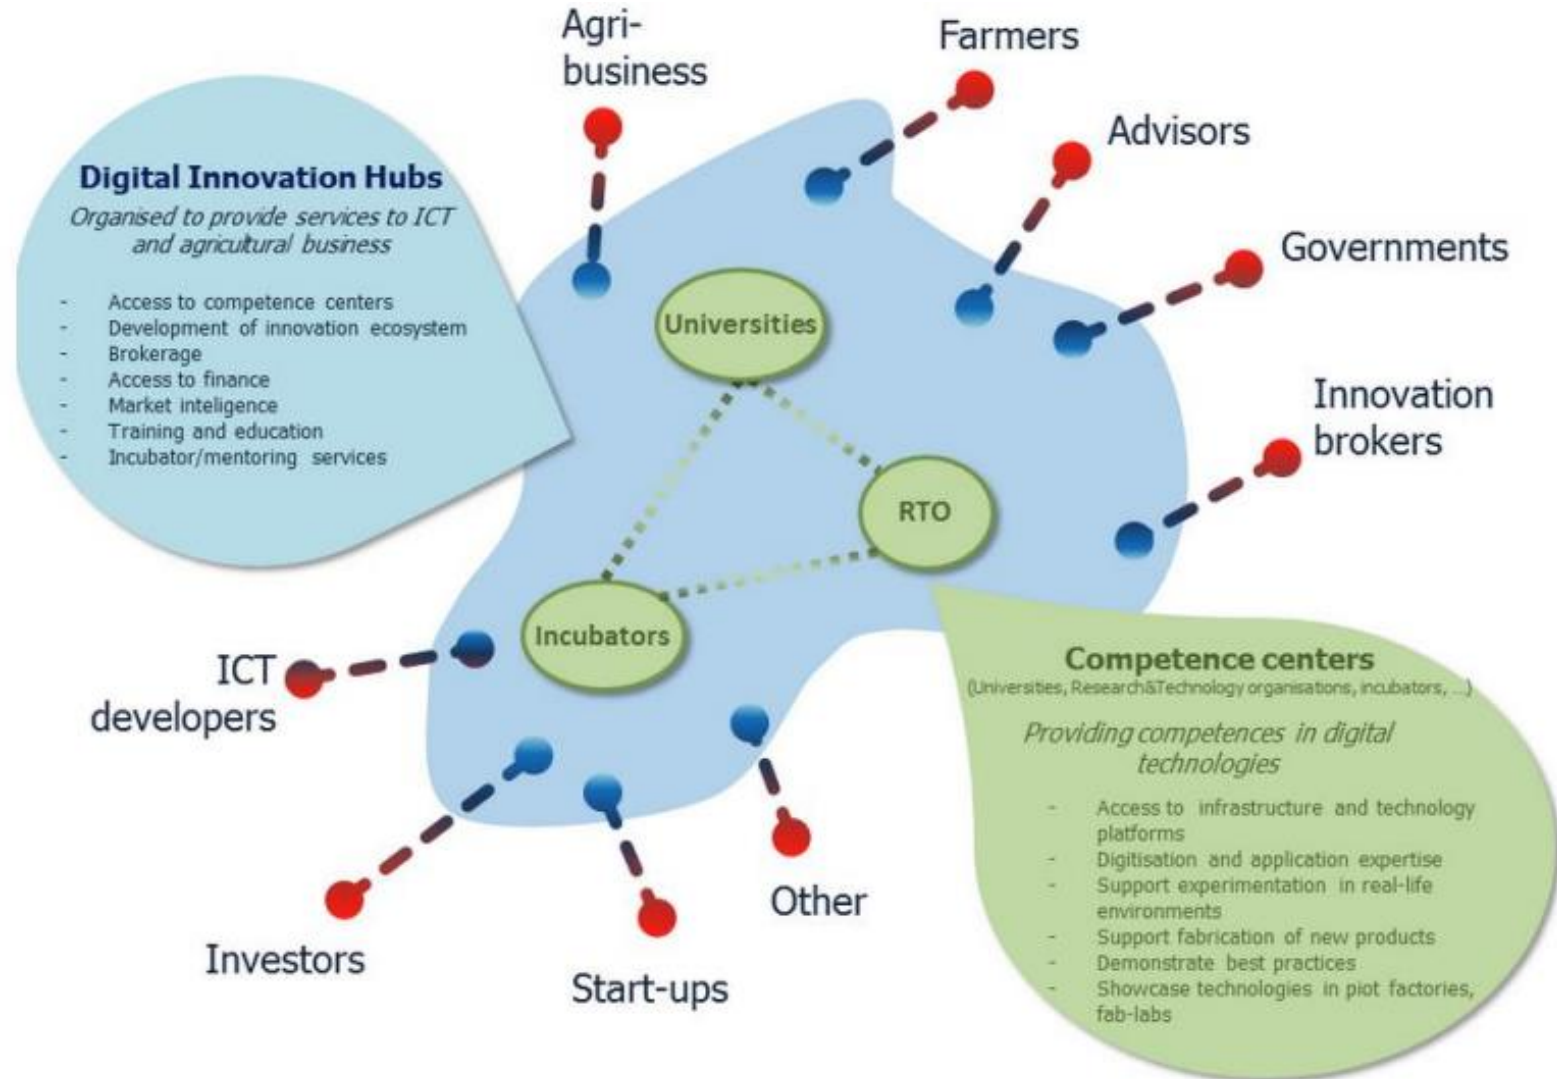 Agri-
business
Farmers
Advisors
Governments
Innovation
brokers
Digital Innovation Hubs
Organised to provide services to ICT
and agricultural business
- Access to competence centers
- Development of innovation ecosystem
- Brokerage
- Access to finance
- Market inteligence
- Training and education
- Incubator/mentoring services
Universities
RTO
Incubators
ICT
developers
Investors
Start-ups
Other
Competence centers
(Universities, Research&Technology organisations, incubators, ...)
Providing competences in digital
technologies
- Access to infrastructure and technology
platforms
- Digitisation and application expertise
- Support experimentation in real-life
environments
- Support fabrication of new products
- Demonstrate best practices
- Showcase technologies in piot factories,
fab-labs